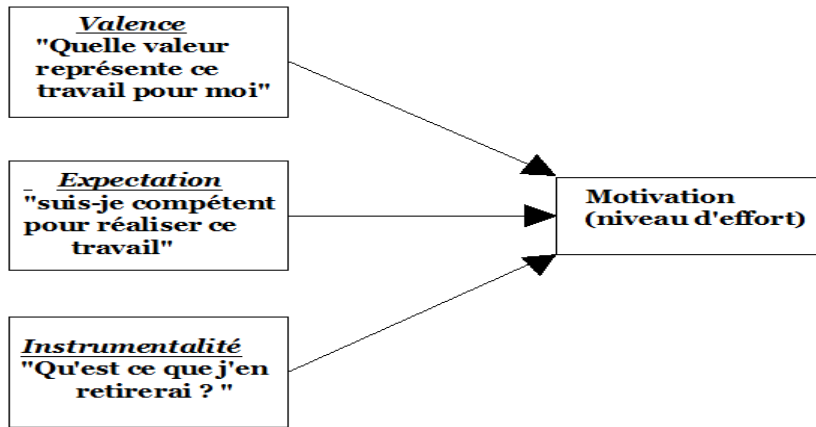 Valence
"Quelle valeur
représente ce
travail pour moi"
_ Expectation
"suis-je compétent
pour réaliser ce
travail"
Instrumentalité
"Qu'est ce que j'en
retirerai ? "
Motivation
(niveau d'effort)